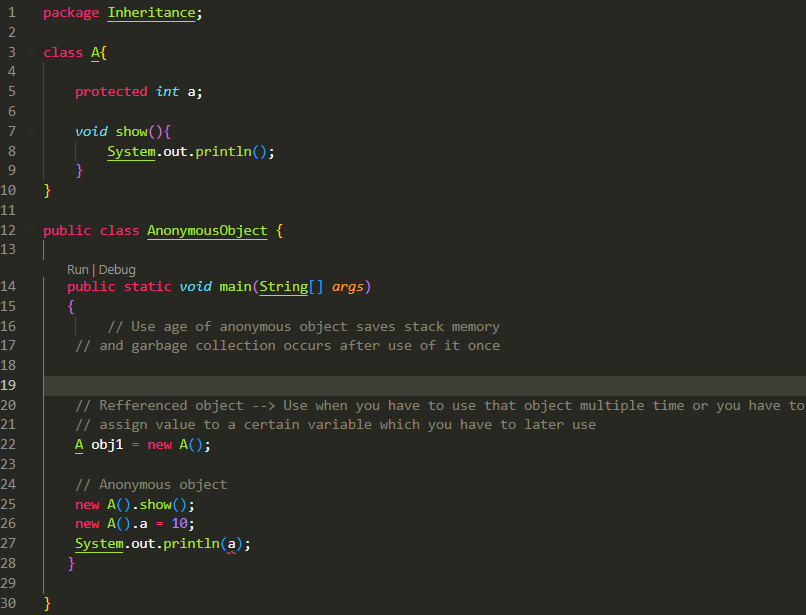 1 package Inheritance;
2
3 class A{
4
5 protected int a;
6
7 void show(){
8 System.out.println();
9 }
10 }
11
12 public class AnonymousObject {
13
Run | Debug
14 public static void main(String[] args)
15 {
16 // Use age of anonymous object saves stack memory
17 // and garbage collection occurs after use of it once
18
19
20 // Refferenced object --> Use when you have to use that object multiple time or you have to
21 // assign value to a certain variable which you have to later use
22 A obj1 = new A();
23
24 // Anonymous object
25 new A().show();
26 new A().a = 10;
27 System.out.println(a);
28 }
29
30 }